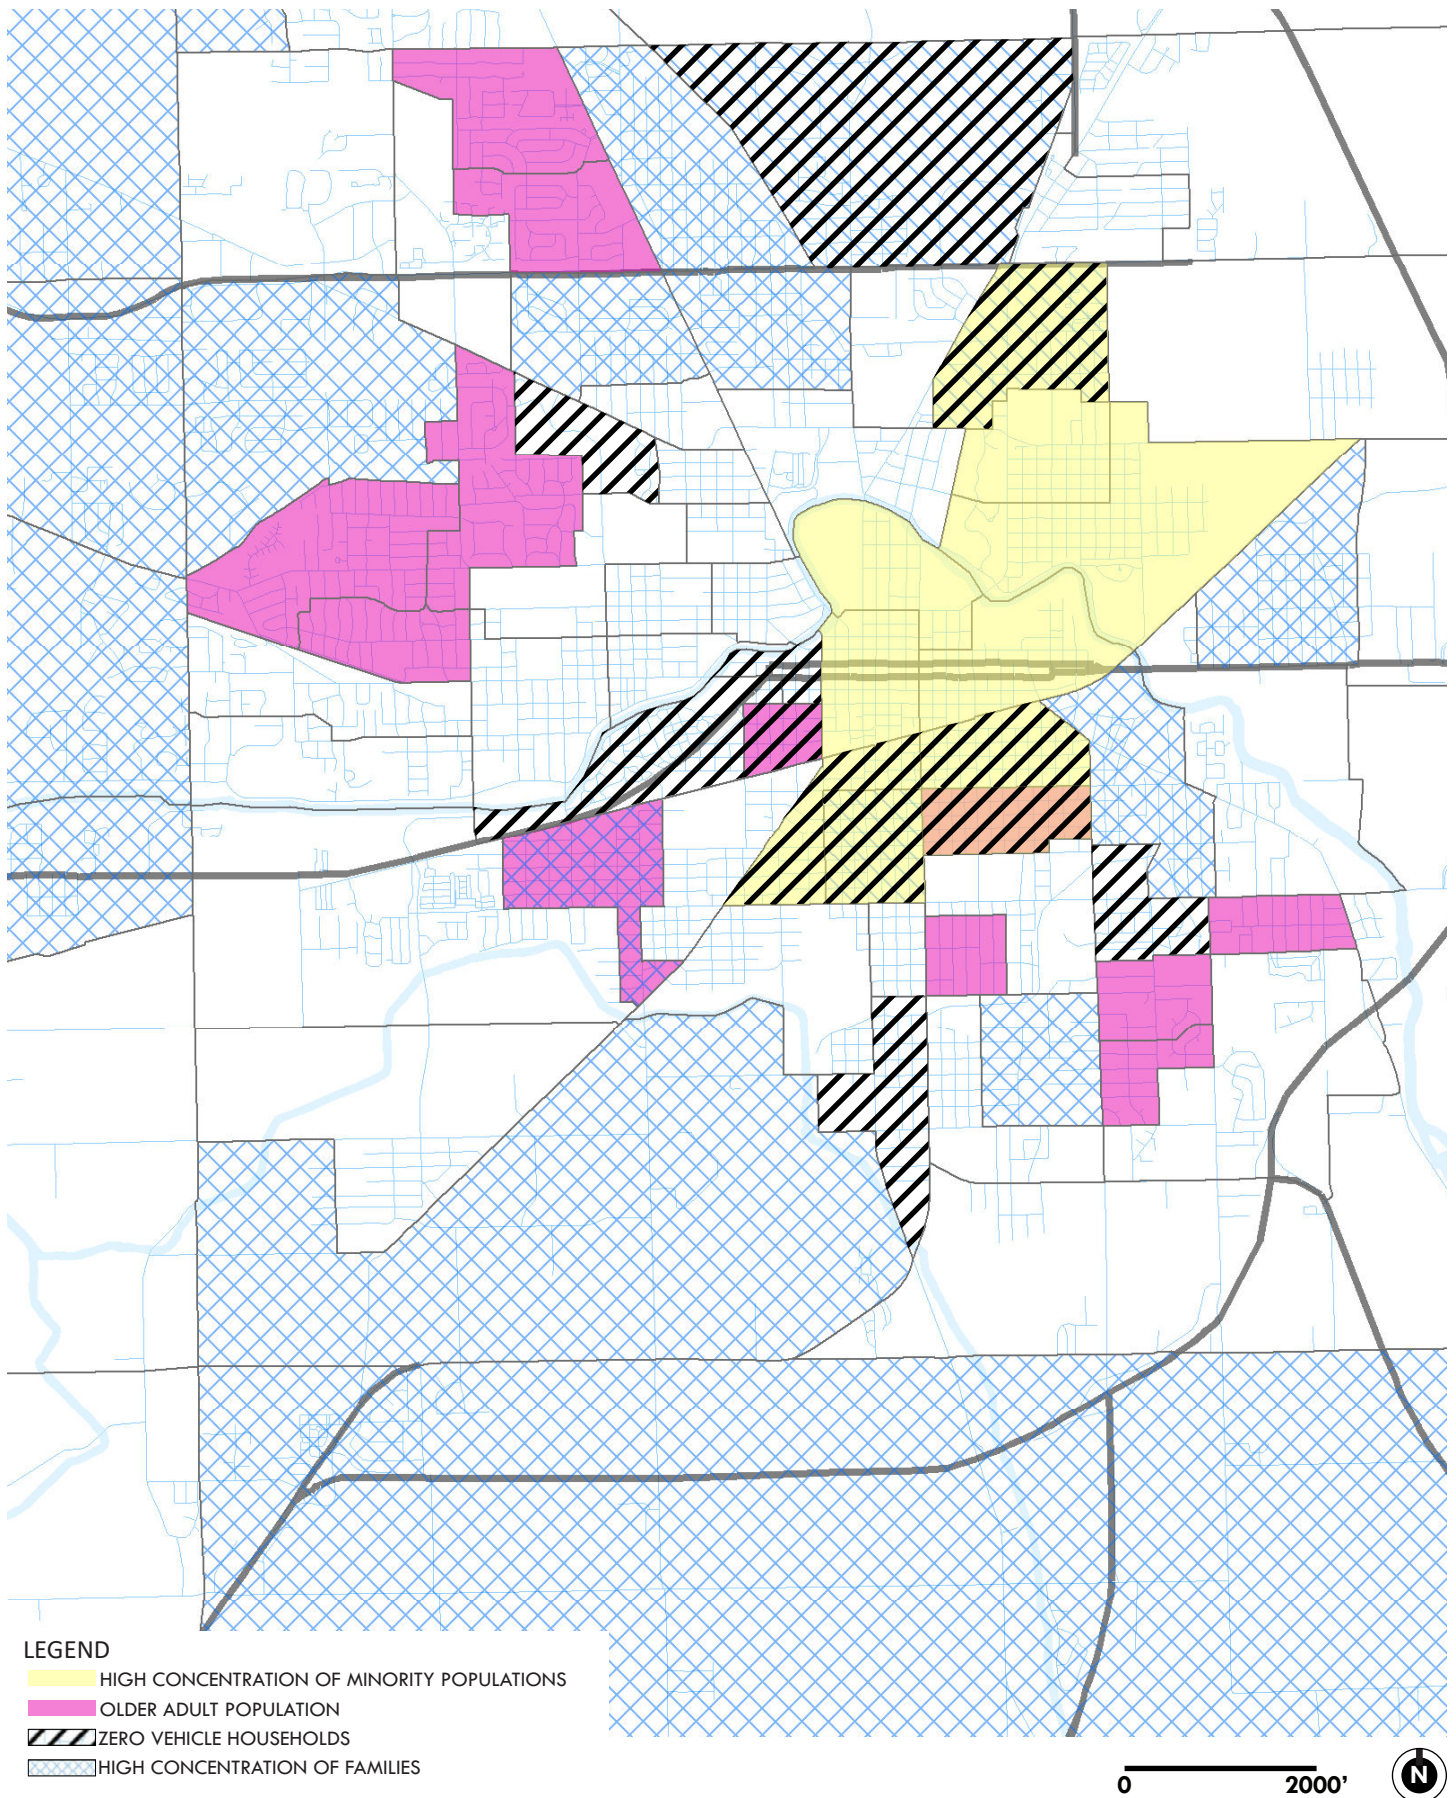 LEGEND
HIGH CONCENTRATION OF MINORITY POPULATIONS
OLDER ADULT POPULATION
ZERO VEHICLE HOUSEHOLDS
HIGH CONCENTRATION OF FAMILIES
0 2000'
N